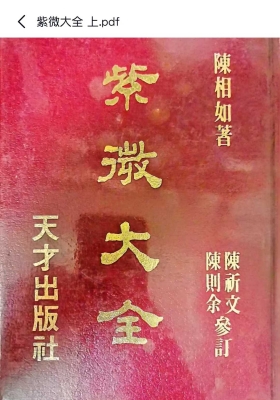 紫微大全 上.pdf
陳相如著
陳祈文
陳則余參訂
紫微大全
天才出版社